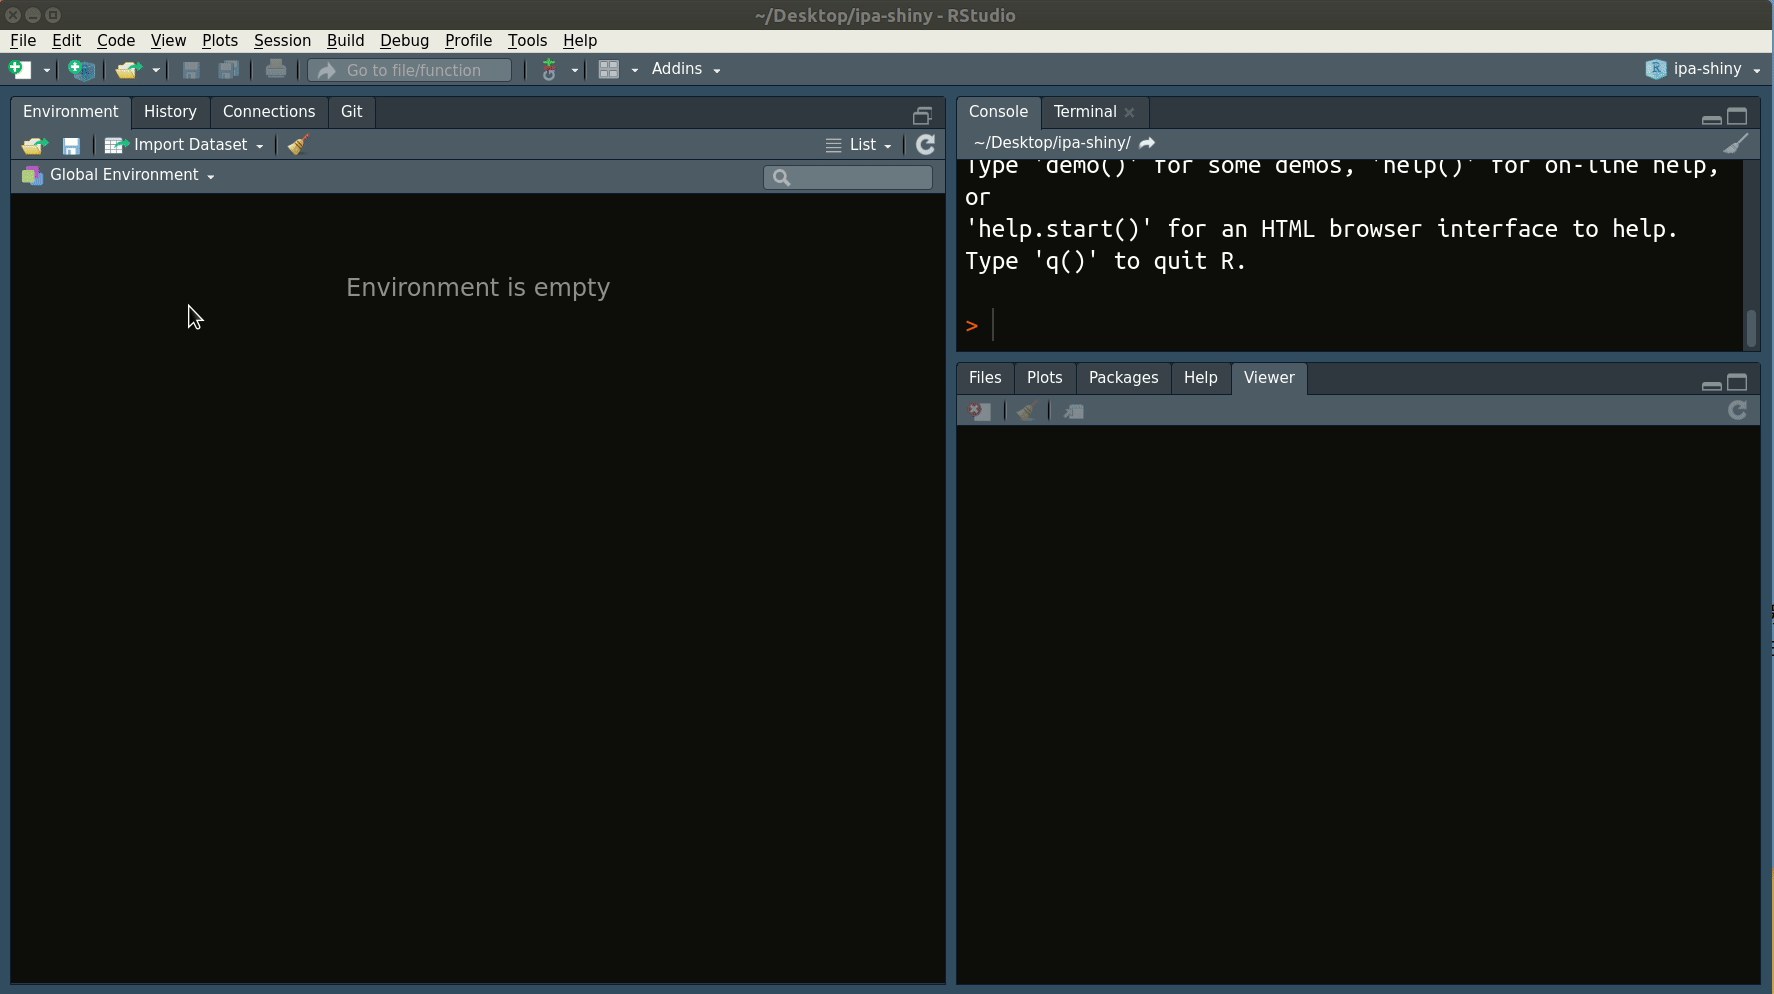 ~/Desktop/ipa-shiny - RStudio
File Edit Code View Plots Session Build Debug Profile Tools Help
Go to file/function Addins ipa-shiny
Environment History Connections Git
Import Dataset List
Global Environment
Environment is empty
Console Terminal
~/Desktop/ipa-shiny/
Type 'demo()' for some demos, 'help()' for on-line help,
or
'help.start()' for an HTML browser interface to help.
Type 'q()' to quit R.
>
Files Plots Packages Help Viewer